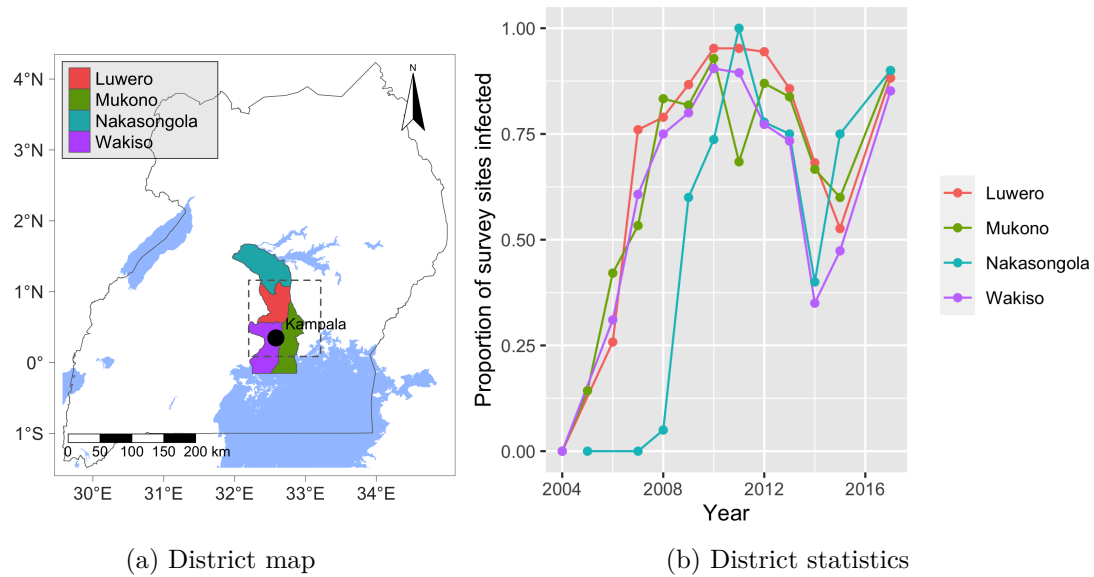 Luwero
Mukono
Nakasongola
Wakiso
N
4°N
3°N
2°N
1°N
0°
1°S
Kampala
0 50 100 150 200 km
30°E 31°E 32°E 33°E 34°E
(a) District map
Proportion of survey sites infected
1.00
0.75
0.50
0.25
0.00
2004 2008 2012 2016
Year
Luwero
Mukono
Nakasongola
Wakiso
(b) District statistics